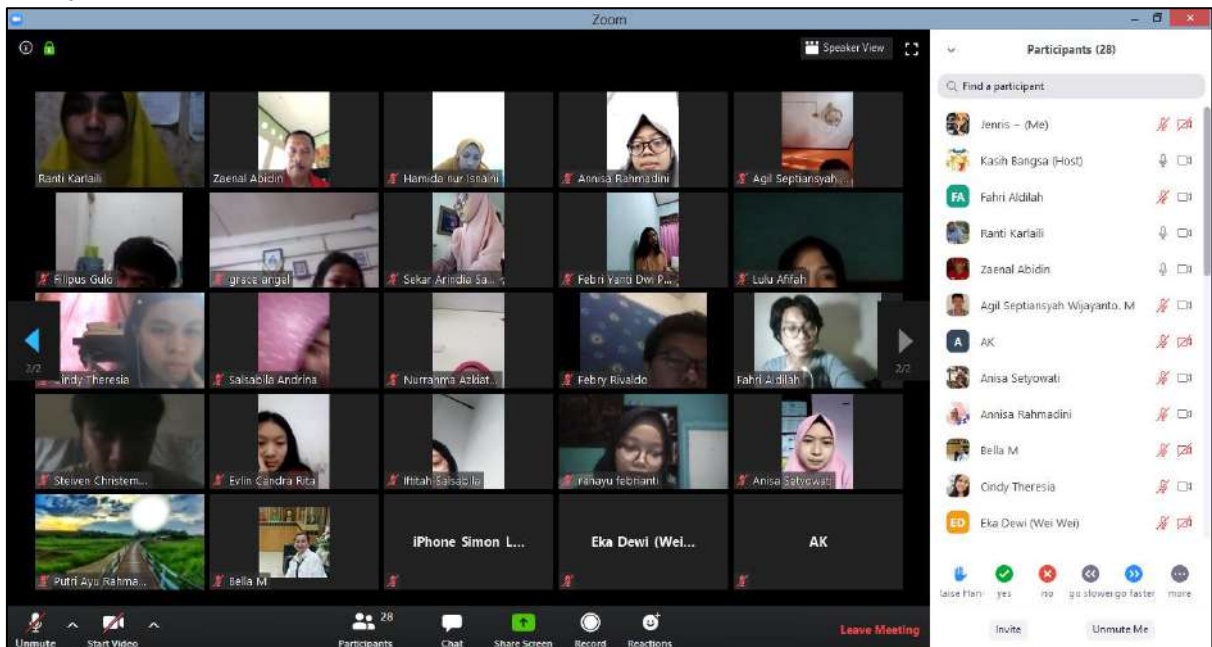 Zoom
Speaker View
Ranti Karlaili
Zaenal Abidin
Hamida nur Isnaini
Annisa Rahmadini
Agil Septiansyah...
Filipus Gulo
grace angel
Sekar Arindia Sa...
Febri Yanti Dwi P...
Lulu Afifah
2/2
Cindy Theresia
Salsabila Andrina
Nurrahma Azkiat...
Febry Rivaldo
Fahri Aldilah
2/2
Steiven Christem...
Evlin Candra Rita
Iftitah Salsabila
ranayu febrianti
Anisa Setyowati
Putri Ayu Rahma...
Bella M
iPhone Simon L...
Eka Dewi (Wei...
AK
Unmute
Start Video
28
Participants
Chat
Share Screen
Record
Reactions
Leave Meeting
Participants (28)
Find a participant
Jenris – (Me)
Kasih Bangsa (Host)
FA
Fahri Aldilah
Ranti Karlaili
Zaenal Abidin
Agil Septiansyah Wijayanto. M
A
AK
Anisa Setyowati
Annisa Rahmadini
Bella M
Cindy Theresia
ED
Eka Dewi (Wei Wei)
yes
no
go slower
go faster
more
Invite
Unmute Me